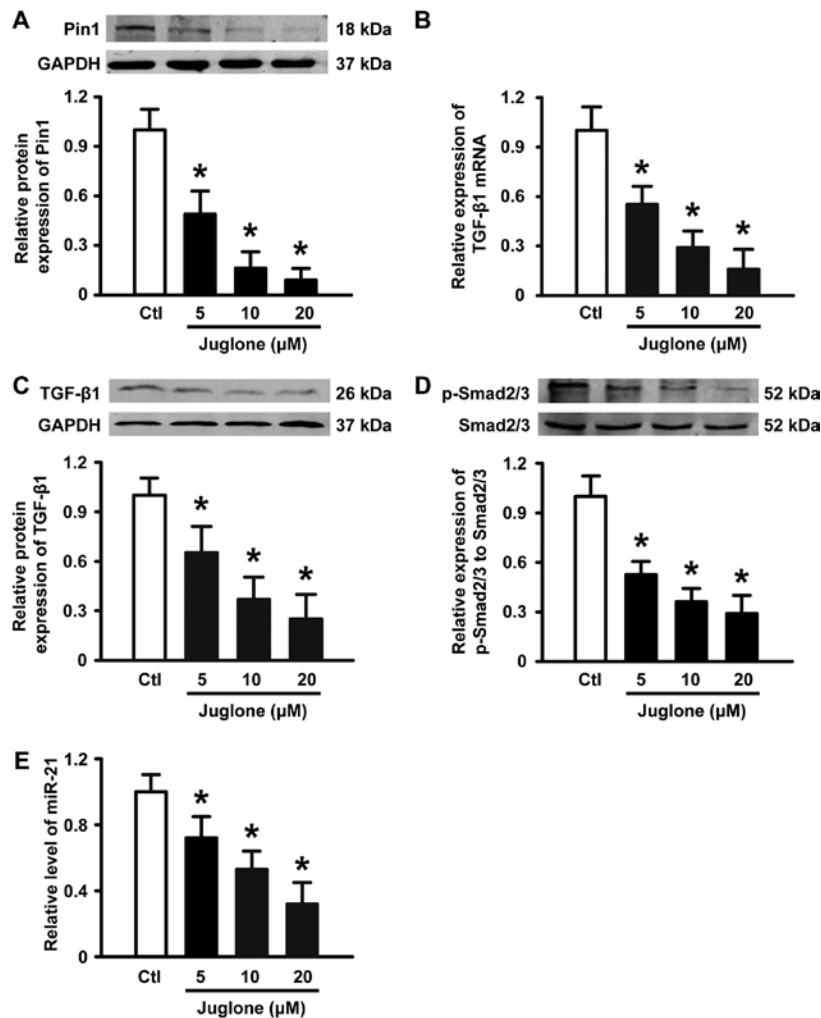 A
Pin1 18 kDa
GAPDH 37 kDa
Relative protein
expression of Pin1
1.2
0.9
0.6
0.3
0
* * *
Ctl 5 10 20
Juglone (µM)
B
Relative expression of
TGF-β1 mRNA
1.2
0.9
0.6
0.3
0
* * *
Ctl 5 10 20
Juglone (µM)
C
TGF-β1 26 kDa
GAPDH 37 kDa
Relative protein
expression of TGF-β1
1.2
0.9
0.6
0.3
0
* * *
Ctl 5 10 20
Juglone (µM)
D
p-Smad2/3 52 kDa
Smad2/3 52 kDa
Relative expression of
p-Smad2/3 to Smad2/3
1.2
0.9
0.6
0.3
0
* * *
Ctl 5 10 20
Juglone (µM)
E
Relative level of miR-21
1.2
0.8
0.4
0
* * *
Ctl 5 10 20
Juglone (µM)